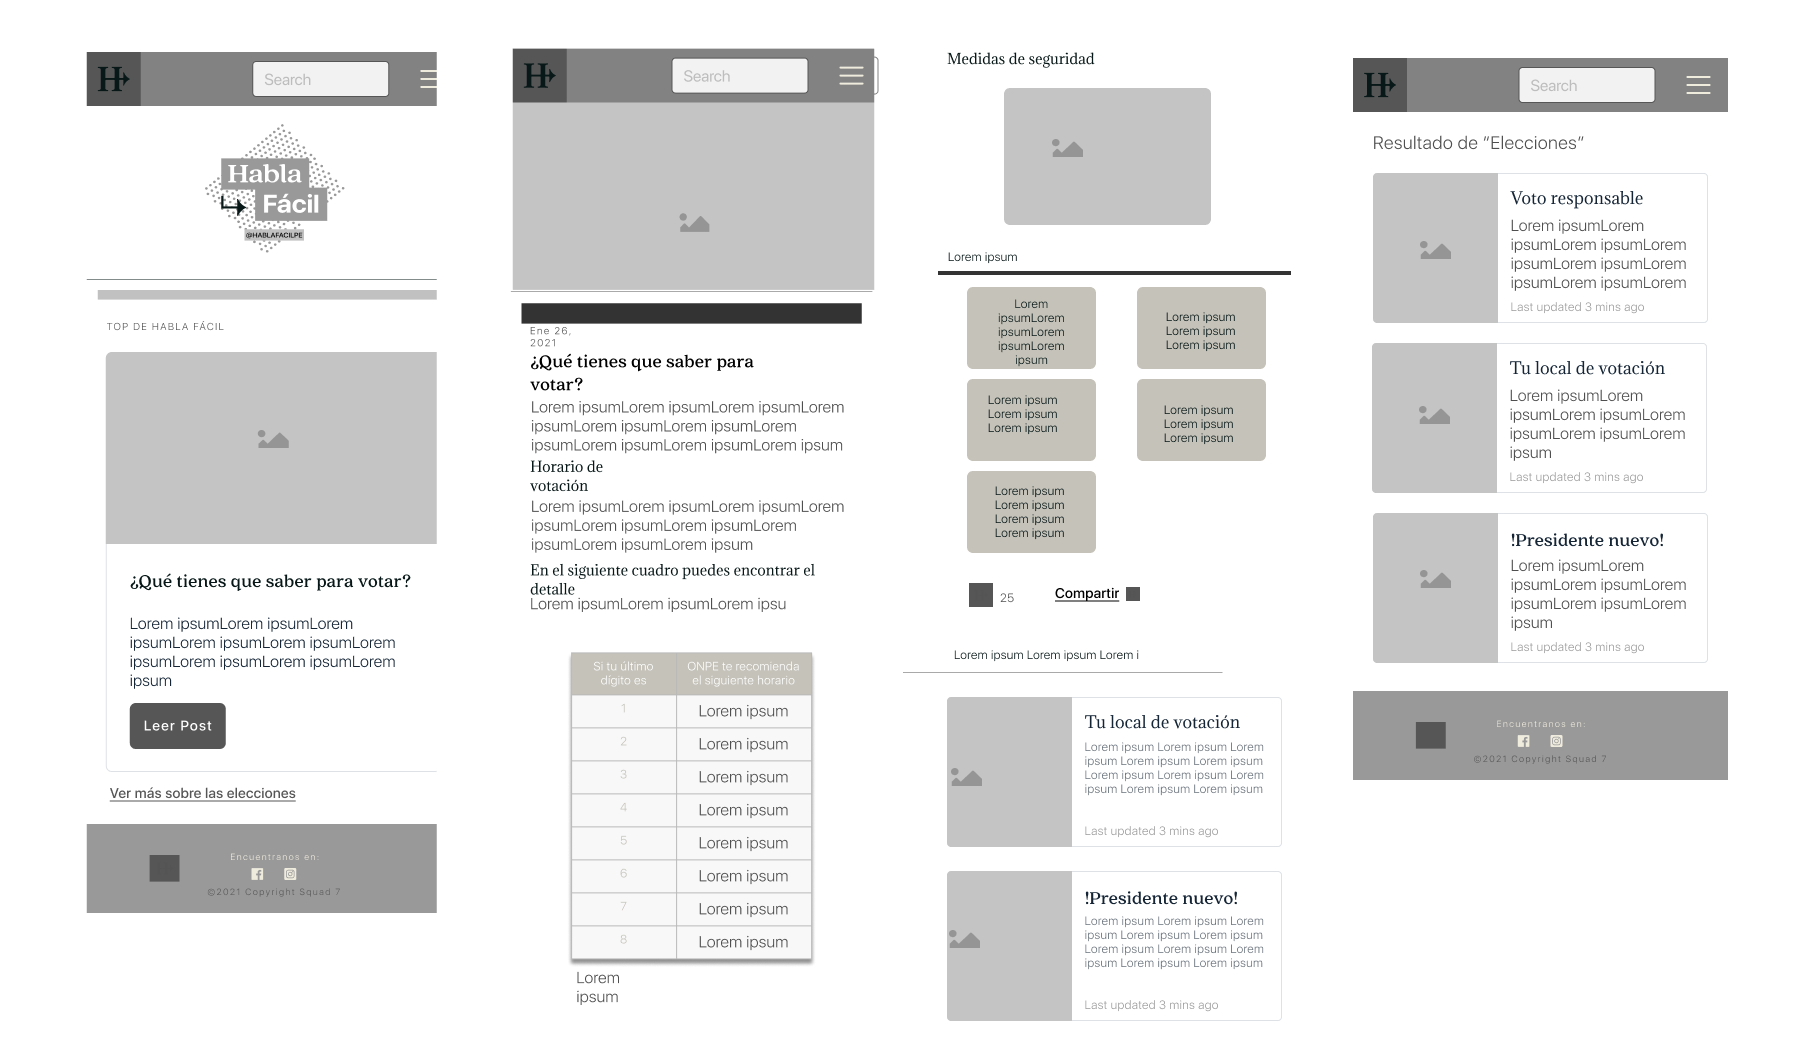 H
Search
Habla
Fácil
@HABLAFACILPE
TOP DE HABLA FÁCIL
¿Qué tienes que saber para votar?
Lorem ipsumLorem ipsumLorem
ipsumLorem ipsumLorem ipsumLorem
ipsumLorem ipsumLorem ipsumLorem
ipsum
Leer Post
Ver más sobre las elecciones
Encuentranos en:
©2021 Copyright Squad 7
H
Search
Ene 26,
2021
¿Qué tienes que saber para
votar?
Lorem ipsumLorem ipsumLorem ipsumLorem
ipsumLorem ipsumLorem ipsumLorem
ipsumLorem ipsumLorem ipsumLorem ipsum
Horario de
votación
Lorem ipsumLorem ipsumLorem ipsumLorem
ipsumLorem ipsumLorem ipsumLorem
ipsumLorem ipsumLorem ipsum
En el siguiente cuadro puedes encontrar el
detalle
Lorem ipsumLorem ipsumLorem ipsu
Si tu último
dígito es
ONPE te recomienda
el siguiente horario
1 Lorem ipsum
2 Lorem ipsum
3 Lorem ipsum
4 Lorem ipsum
5 Lorem ipsum
6 Lorem ipsum
7 Lorem ipsum
8 Lorem ipsum
Lorem
ipsum
Medidas de seguridad
Lorem ipsum
Lorem
ipsumLorem
ipsumLorem
ipsumLorem
ipsum
Lorem ipsum
Lorem ipsum
Lorem ipsum
Lorem ipsum
Lorem ipsum
Lorem ipsum
Lorem ipsum
Lorem ipsum
Lorem ipsum
Lorem ipsum
Lorem ipsum
Lorem ipsum
Lorem ipsum
25
Compartir
Lorem ipsum Lorem ipsum Lorem i
Tu local de votación
Lorem ipsum Lorem ipsum Lorem
ipsum Lorem ipsum Lorem ipsum
Lorem ipsum Lorem ipsum Lorem
ipsum Lorem ipsum Lorem ipsum
Last updated 3 mins ago
!Presidente nuevo!
Lorem ipsum Lorem ipsum Lorem
ipsum Lorem ipsum Lorem ipsum
Lorem ipsum Lorem ipsum Lorem
ipsum Lorem ipsum Lorem ipsum
Last updated 3 mins ago
H
Search
Resultado de “Elecciones”
Voto responsable
Lorem ipsumLorem
ipsumLorem ipsumLorem
ipsumLorem ipsumLorem
ipsumLorem ipsumLorem
Last updated 3 mins ago
Tu local de votación
Lorem ipsumLorem
ipsumLorem ipsumLorem
ipsumLorem ipsumLorem
ipsum
Last updated 3 mins ago
!Presidente nuevo!
Lorem ipsumLorem
ipsumLorem ipsumLorem
ipsumLorem ipsumLorem
ipsum
Last updated 3 mins ago
Encuentranos en:
©2021 Copyright Squad 7